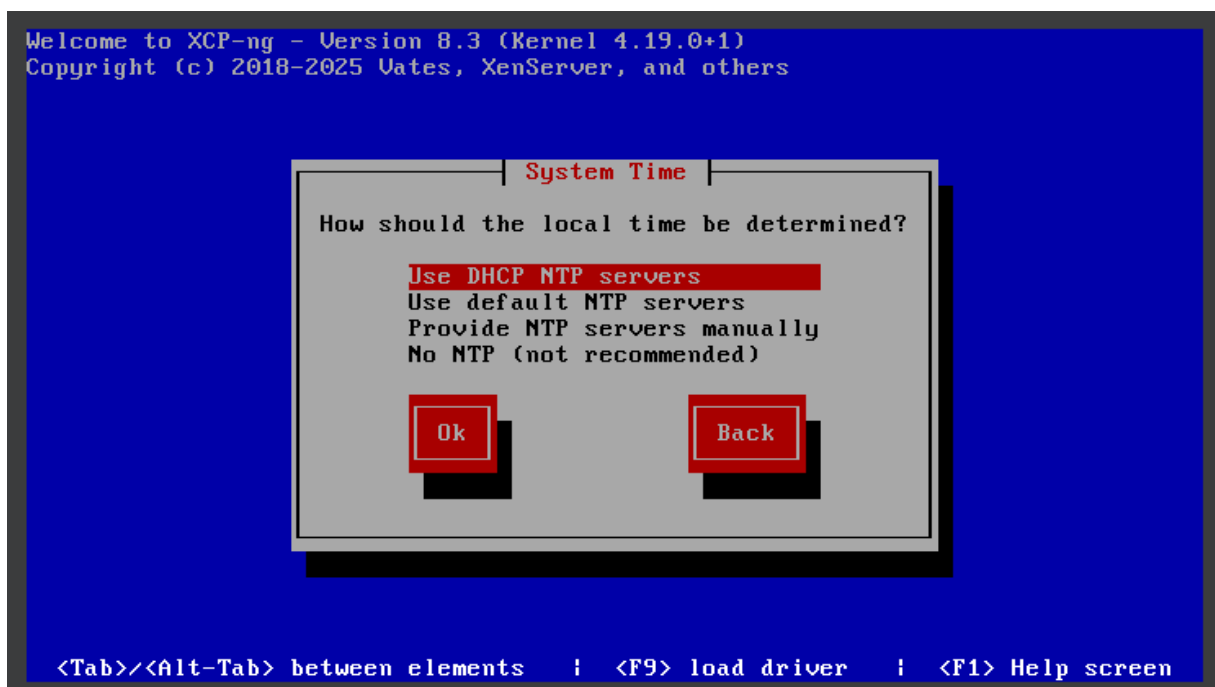 Welcome to XCP-ng - Version 8.3 (Kernel 4.19.0+1)
Copyright (c) 2018-2025 Vates, XenServer, and others
System Time
How should the local time be determined?
Use DHCP NTP servers
Use default NTP servers
Provide NTP servers manually
No NTP (not recommended)
Ok Back
<Tab>/<Alt-Tab> between elements | <F9> load driver | <F1> Help screen